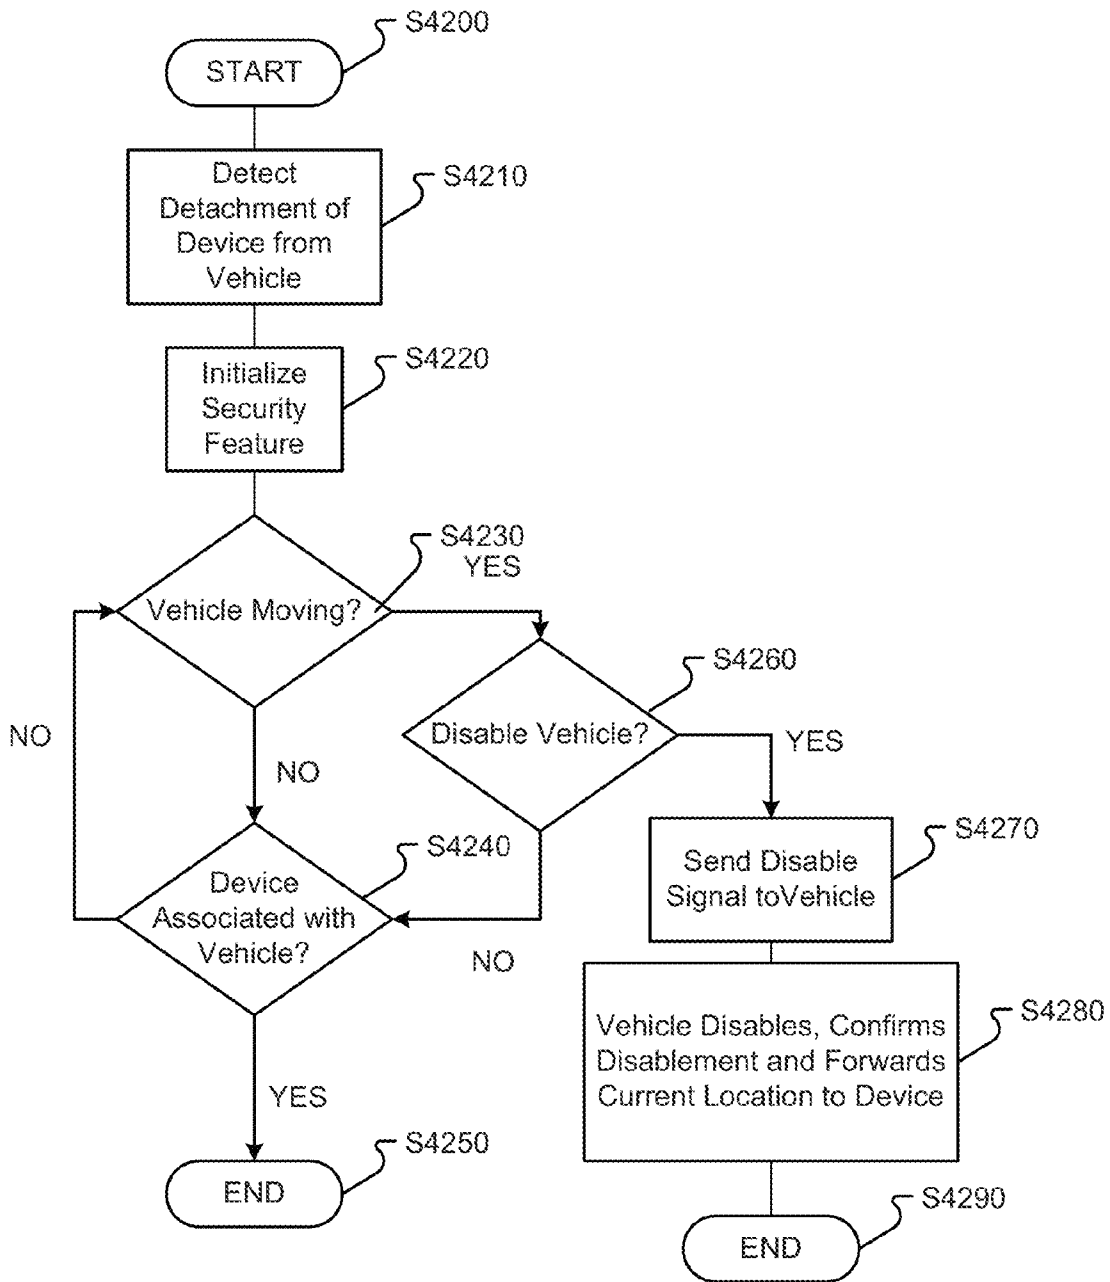 S4200
START
S4210
Detect
Detachment of
Device from
Vehicle
S4220
Initialize
Security
Feature
S4230
YES
Vehicle Moving?
S4260
Disable Vehicle?
NO
YES
NO
S4240
S4270
Device
Associated with
Vehicle?
Send Disable
Signal toVehicle
NO
S4280
Vehicle Disables, Confirms
Disablement and Forwards
Current Location to Device
YES
S4250
END
S4290
END